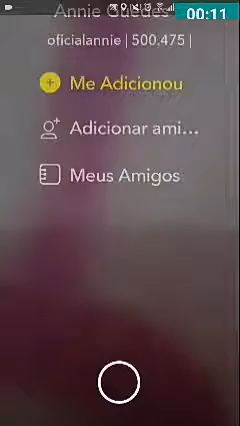 Annie Guedes
00:11
oficialannie | 500.475 |
Me Adicionou
Adicionar ami...
Meus Amigos